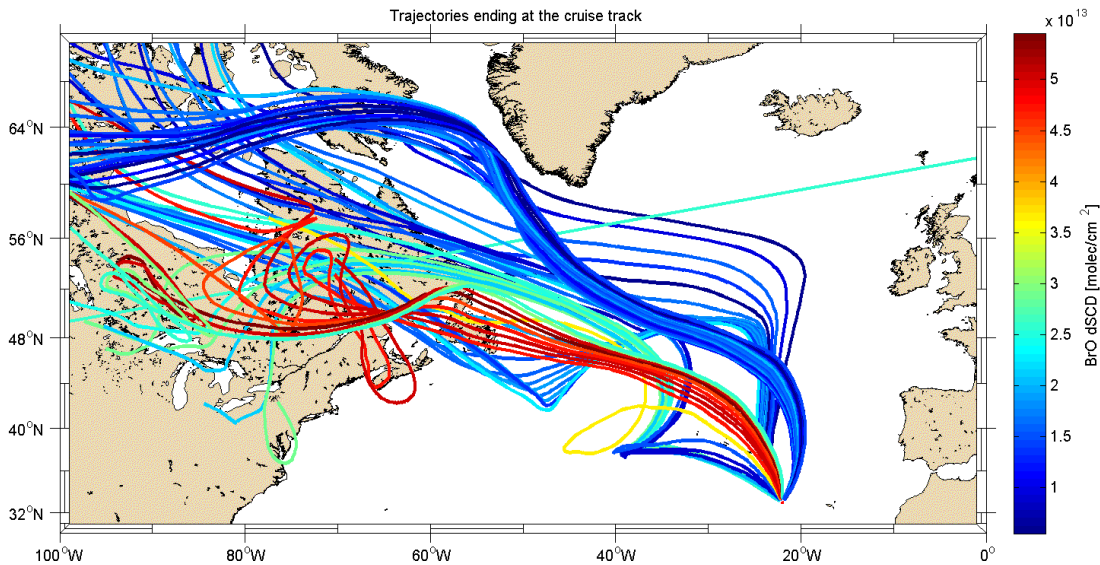 Trajectories ending at the cruise track
x 10^13
64°N
56°N
48°N
40°N
32°N
100°W
80°W
60°W
40°W
20°W
0°
5
4.5
4
3.5
3
2.5
2
1.5
1
BrO dSCD [molec/cm^2]